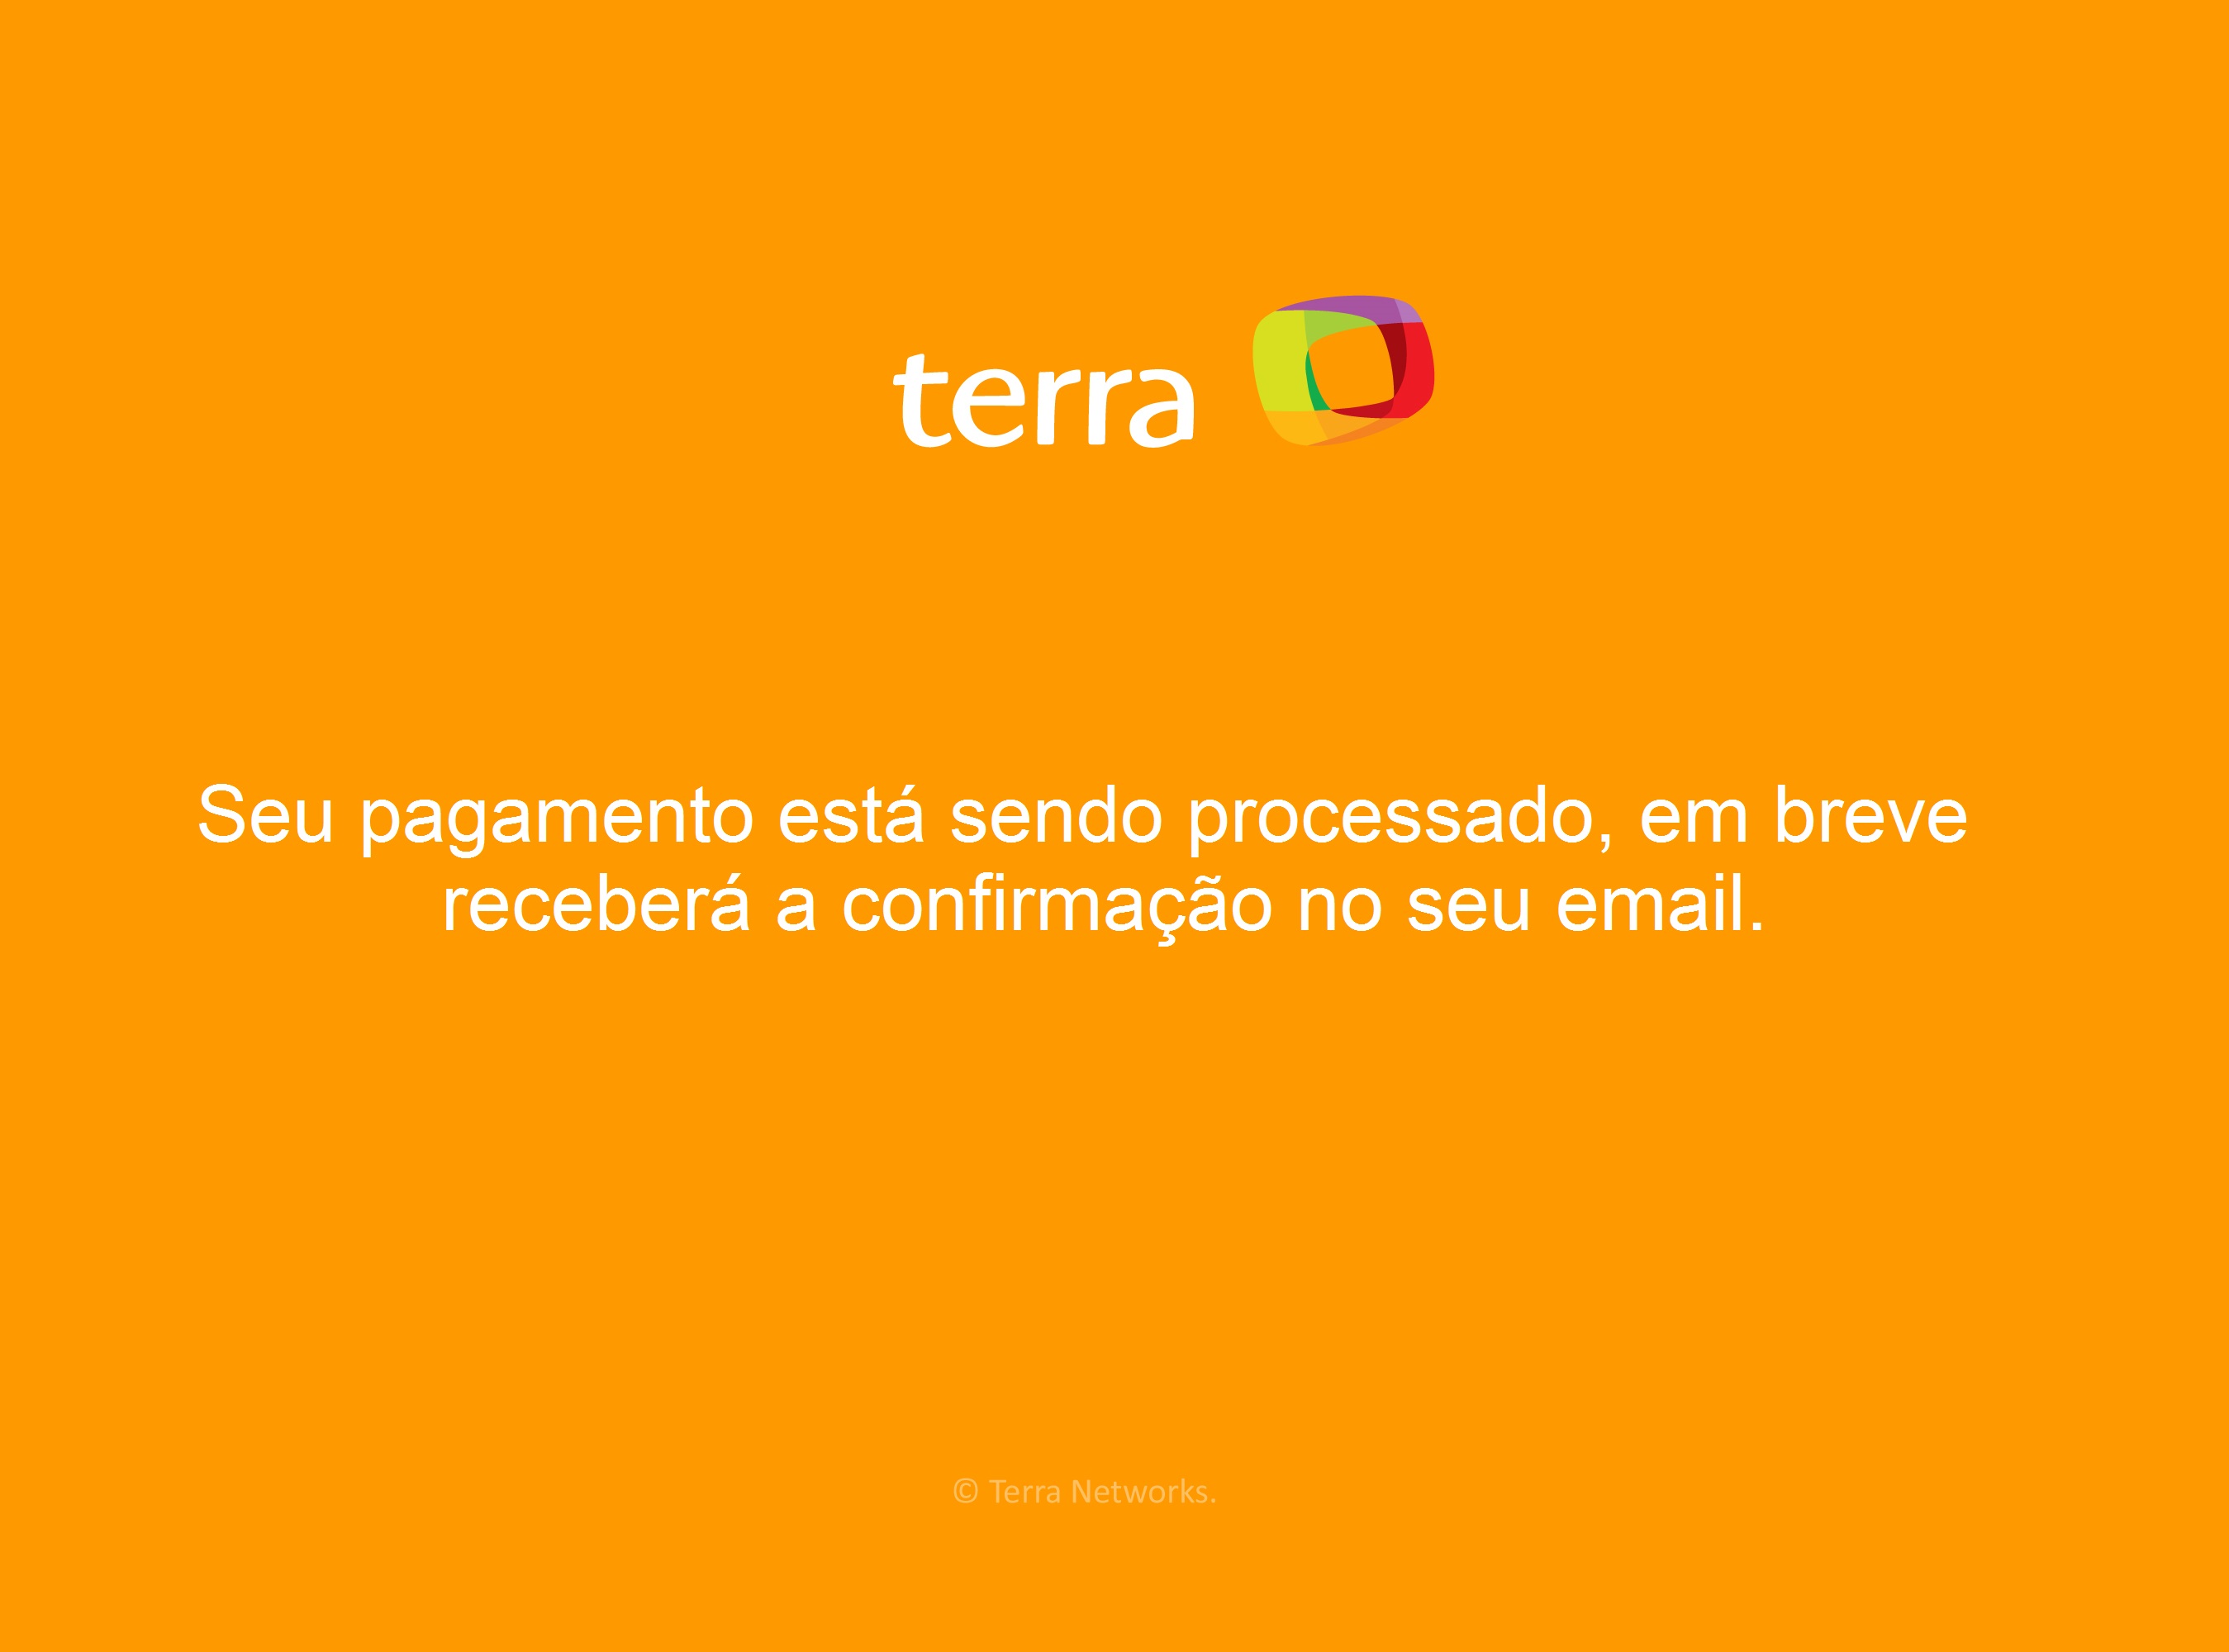 terra
Seu pagamento está sendo processado, em breve
receberá a confirmação no seu email.
© Terra Networks.